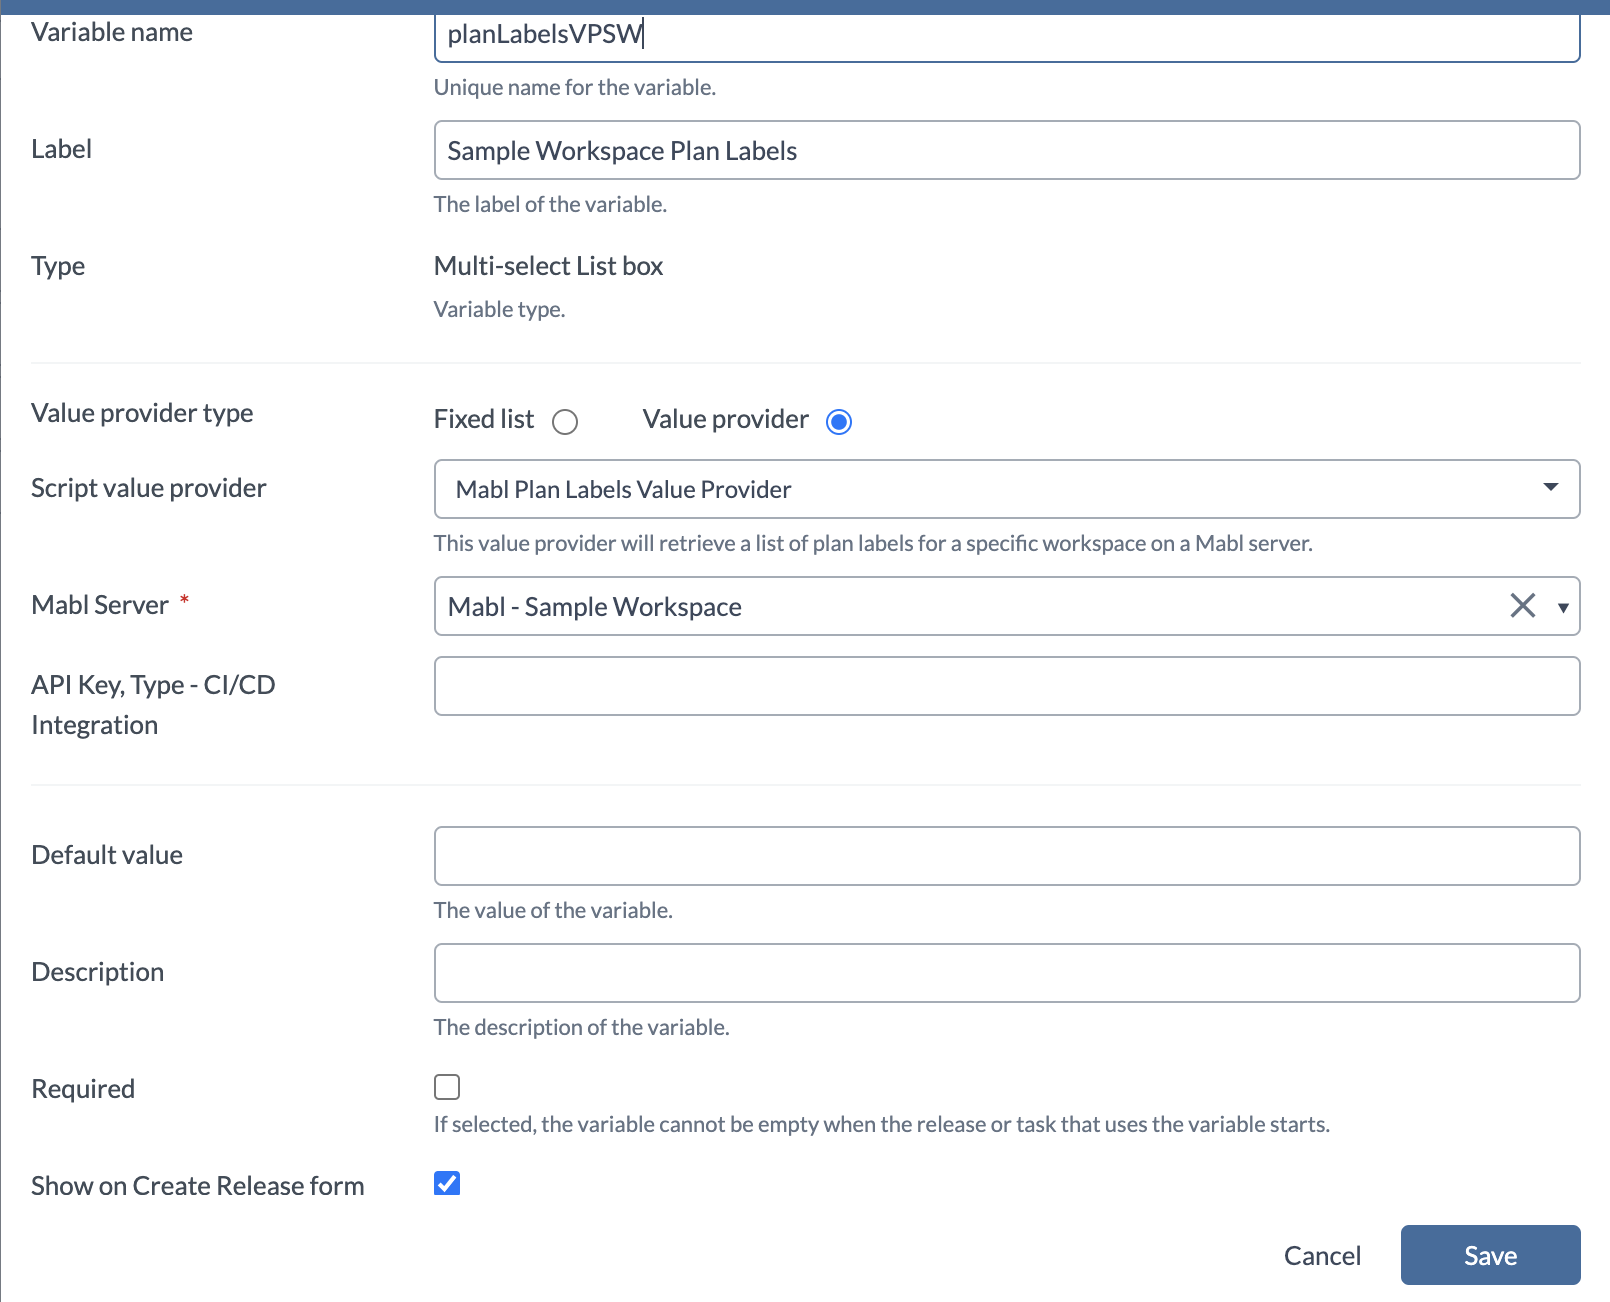 Variable name
planLabelsVPSW
Unique name for the variable.
Label
Sample Workspace Plan Labels
The label of the variable.
Type
Multi-select List box
Variable type.
Value provider type
Fixed list
Value provider
Script value provider
Mabl Plan Labels Value Provider
This value provider will retrieve a list of plan labels for a specific workspace on a Mabl server.
Mabl Server *
Mabl - Sample Workspace
API Key, Type - CI/CD
Integration
Default value
The value of the variable.
Description
The description of the variable.
Required
If selected, the variable cannot be empty when the release or task that uses the variable starts.
Show on Create Release form
Cancel
Save